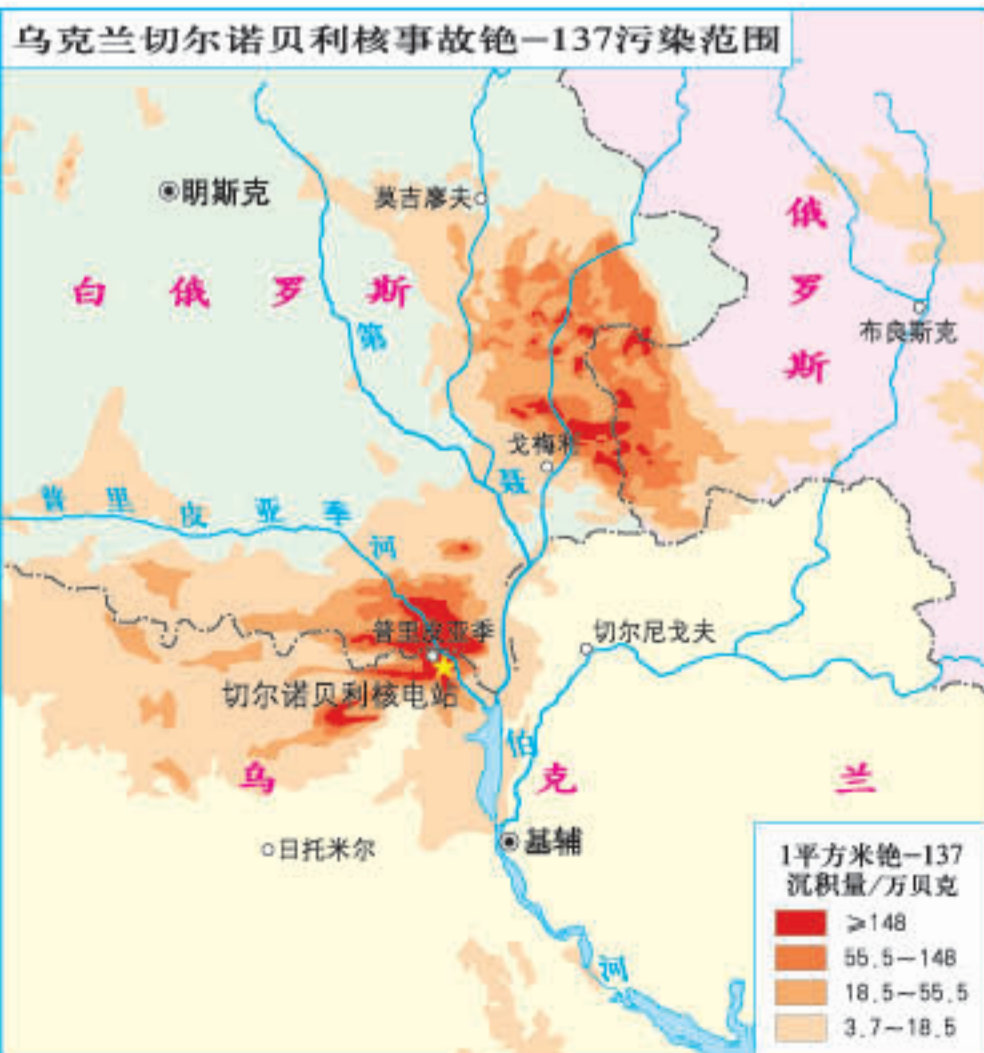 乌克兰切尔诺贝利核事故铯-137污染范围
明斯克
莫吉廖夫
俄罗斯
白俄罗斯
布良斯克
第聂伯河
戈梅利
普里皮亚季河
普里皮亚季
切尔尼戈夫
切尔诺贝利核电站
乌克兰
基辅
日托米尔
1平方米铯-137
沉积量/万贝克
≥148
55.5~148
18.5~55.5
3.7~18.5